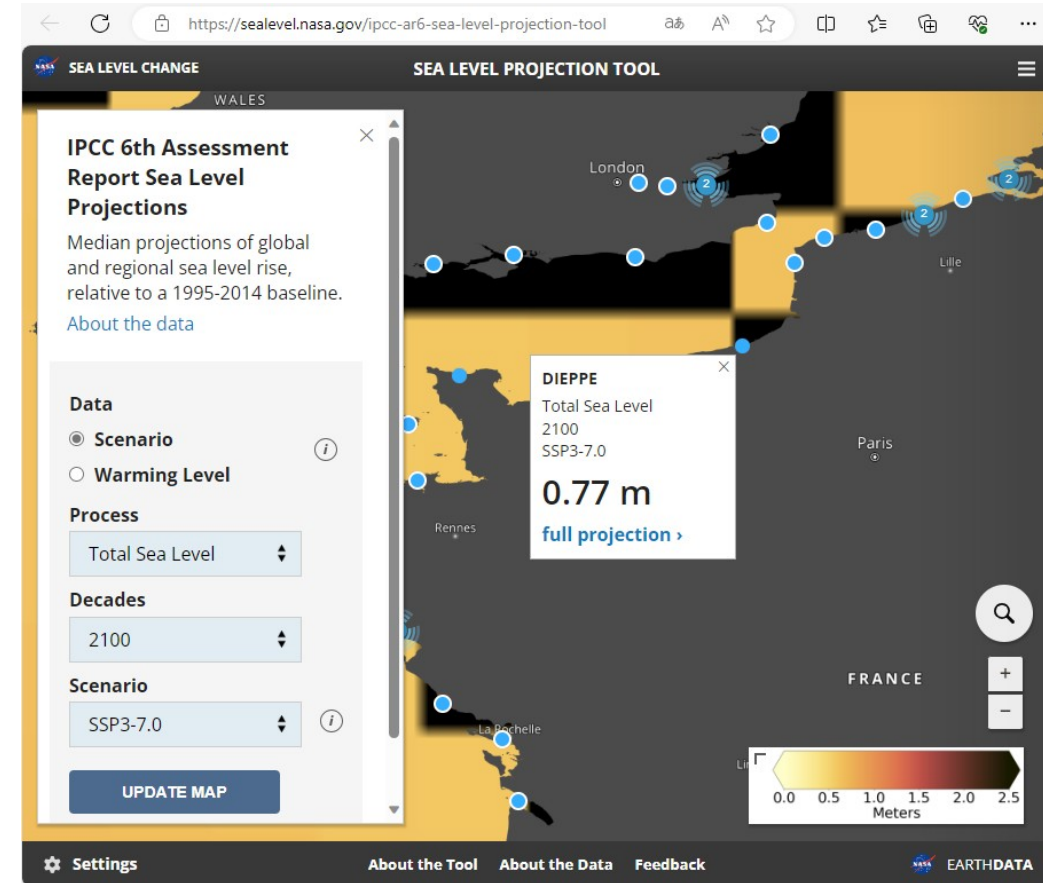 https://sealevel.nasa.gov/ipcc-ar6-sea-level-projection-tool
SEA LEVEL CHANGE
SEA LEVEL PROJECTION TOOL
WALES
IPCC 6th Assessment
Report Sea Level
Projections
Median projections of global
and regional sea level rise,
relative to a 1995-2014 baseline.
About the data
Data
Scenario
Warming Level
Process
Total Sea Level
Decades
2100
Scenario
SSP3-7.0
UPDATE MAP
London
2
2
2
Lille
DIEPPE
Total Sea Level
2100
SSP3-7.0
0.77 m
full projection ›
Paris
Rennes
FRANCE
La Rochelle
0.0 0.5 1.0 1.5 2.0 2.5
Meters
Settings
About the Tool
About the Data
Feedback
NASA
EARTHDATA